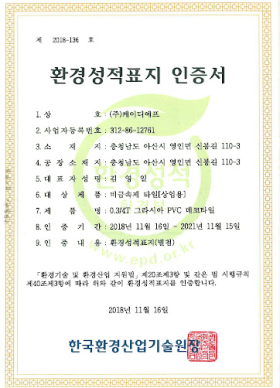 제 2018-136 호
환경성적표지 인증서
1. 상 호 : (주)케이디에프
2. 사업자등록번호 : 312-86-12761
3. 소 재 지 : 충청남도 아산시 영인면 신봉길 110-3
4. 공 장 소 재 지 : 충청남도 아산시 영인면 신봉길 110-3
5. 대 표 자 성 명 : 김 영 일
6. 대 상 제 품 : 비금속제 타일[상업용]
7. 제 품 명 : 0.3/4T 그라시아 PVC 데코타일
8. 인 증 기 간 : 2018년 11월 16일 ~ 2021년 11월 15일
9. 인 증 내 용 : 환경성적표지(별첨)
「환경기술 및 환경산업 지원법」 제20조제3항 및 같은 법 시행규칙
제40조제3항에 따라 위와 같이 환경성적표지를 인증합니다.
2018년 11월 16일
한국환경산업기술원장
환경성적
www.epd.or.kr